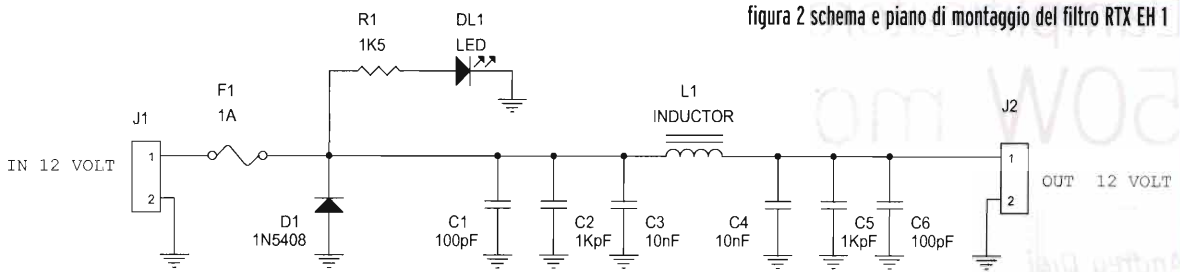 figura 2 schema e piano di montaggio del filtro RTX EH 1
R1
1K5
DL1
LED
F1
1A
L1
INDUCTOR
J1
J2
IN 12 VOLT
1
2
1
2
OUT 12 VOLT
D1
1N5408
C1
100pF
C2
1KpF
C3
10nF
C4
10nF
C5
1KpF
C6
100pF
50W mo